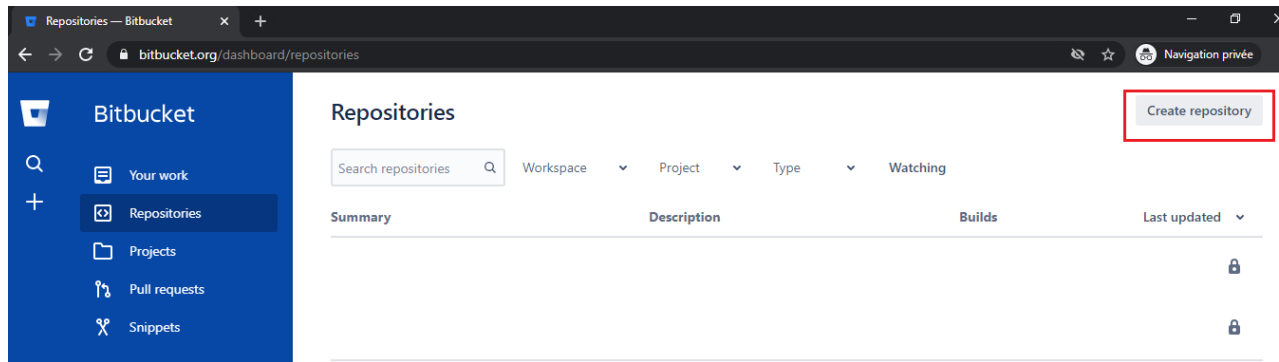 Repositories — Bitbucket
bitbucket.org/dashboard/repositories
Navigation privée
Bitbucket
Your work
Repositories
Projects
Pull requests
Snippets
Repositories
Create repository
Search repositories Workspace Project Type Watching
Summary Description Builds Last updated